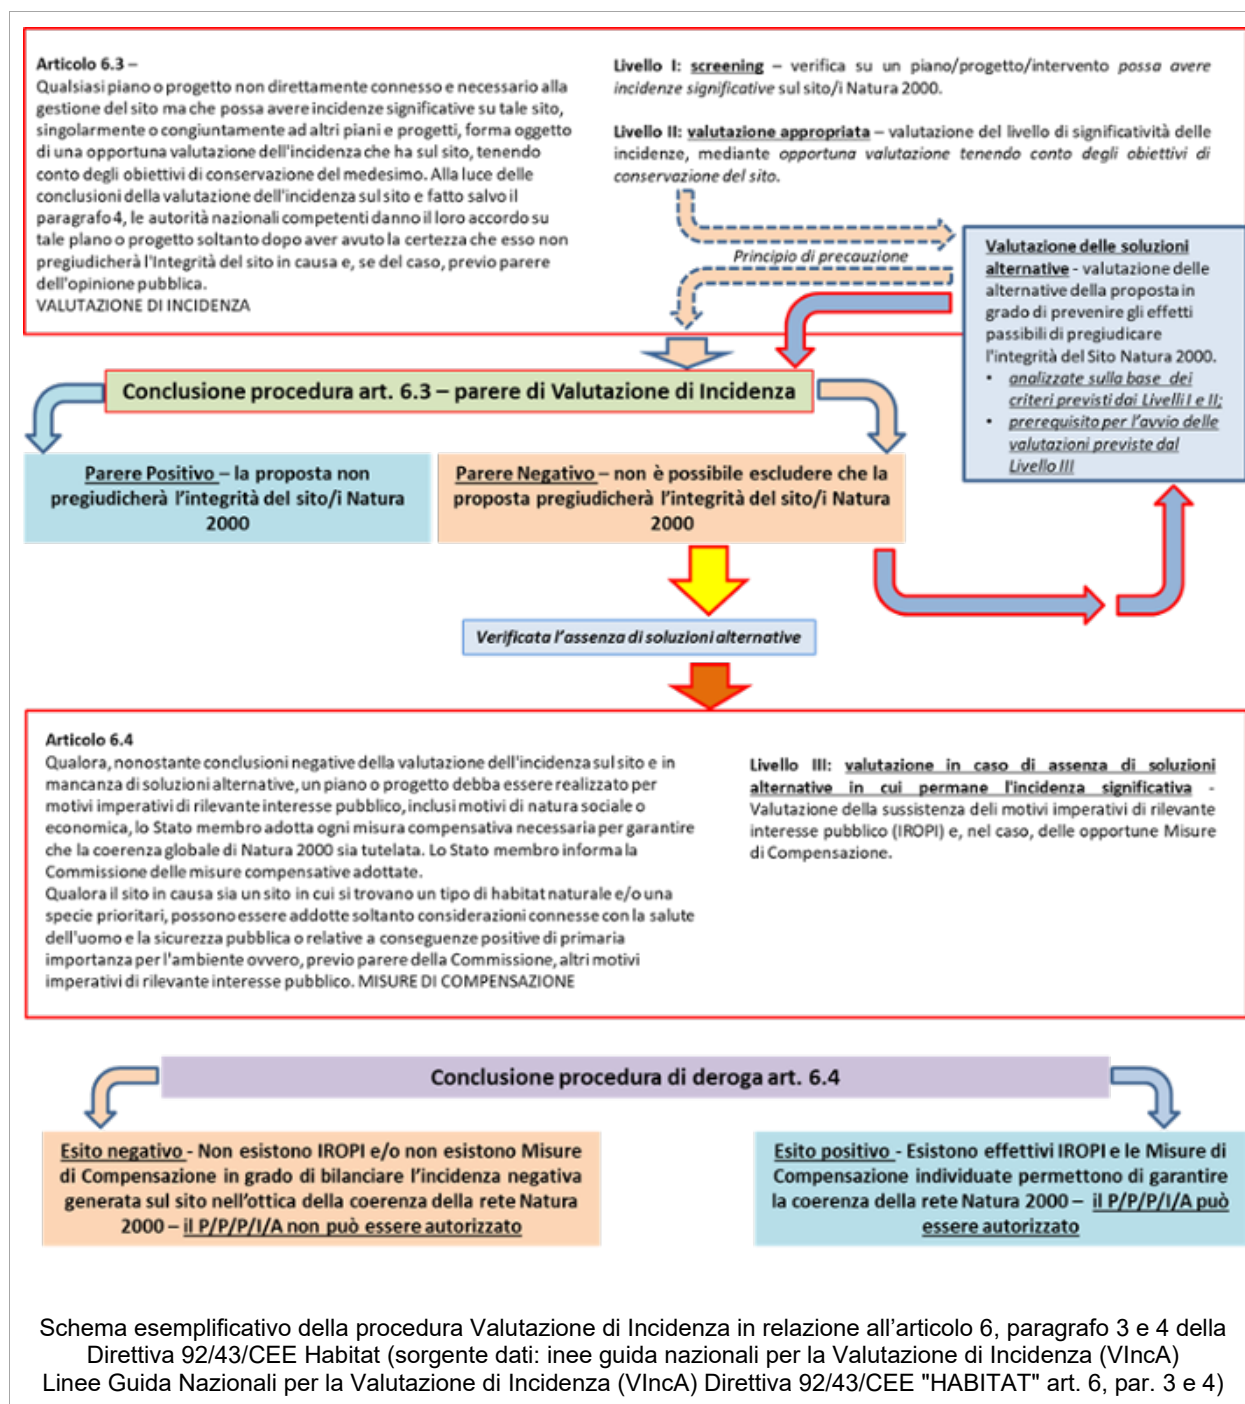 Articolo 6.3 –
Qualsiasi piano o progetto non direttamente connesso e necessario alla
gestione del sito ma che possa avere incidenze significative su tale sito,
singolarmente o congiuntamente ad altri piani e progetti, forma oggetto
di una opportuna valutazione dell'incidenza che ha sul sito, tenendo
conto degli obiettivi di conservazione del medesimo. Alla luce delle
conclusioni della valutazione dell'incidenza sul sito e fatto salvo il
paragrafo 4, le autorità nazionali competenti danno il loro accordo su
tale plano o progetto soltanto dopo aver avuto la certezza che esso non
pregiudicherà l'Integrità del sito in causa e, se del caso, previo parere
dell'opinione pubblica.
VALUTAZIONE DI INCIDENZA
Livello I: screening – verifica su un piano/progetto/intervento possa avere
incidenze significative sul sito/i Natura 2000.
Livello II: valutazione appropriata – valutazione del livello di significatività delle
incidenze, mediante opportuna valutazione tenendo conto degli obiettivi di
conservazione del sito.
Principio di precauzione
Valutazione delle soluzioni
alternative - valutazione delle
alternative della proposta in
grado di prevenire gli effetti
passibili di pregiudicare
l'integrità del Sito Natura 2000.
• analizzate sulla base dei
criteri previsti dai Livelli I e II;
• prerequisito per l'avvio delle
valutazioni previste dal
Livello III
Conclusione procedura art. 6.3 – parere di Valutazione di Incidenza
Parere Positivo – la proposta non
pregiudicherà l'integrità del sito/i Natura
2000
Parere Negativo – non è possibile escludere che la
proposta pregiudicherà l'integrità del sito/i Natura
2000
Verificata l'assenza di soluzioni alternative
Articolo 6.4
Qualora, nonostante conclusioni negative della valutazione dell'incidenza sul sito e in
mancanza di soluzioni alternative, un piano o progetto debba essere realizzato per
motivi imperativi di rilevante interesse pubblico, inclusi motivi di natura sociale o
economica, lo Stato membro adotta ogni misura compensativa necessaria per garantire
che la coerenza globale di Natura 2000 sia tutelata. Lo Stato membro informa la
Commissione delle misure compensative adottate.
Qualora il sito in causa sia un sito in cui si trovano un tipo di habitat naturale e/o una
specie prioritari, possono essere addotte soltanto considerazioni connesse con la salute
dell'uomo e la sicurezza pubblica o relative a conseguenze positive di primaria
importanza per l'ambiente ovvero, previo parere della Commissione, altri motivi
imperativi di rilevante interesse pubblico. MISURE DI COMPENSAZIONE
Livello III: valutazione in caso di assenza di soluzioni
alternative in cui permane l'incidenza significativa -
Valutazione della sussistenza deli motivi imperativi di rilevante
interesse pubblico (IROPI) e, nel caso, delle opportune Misure
di Compensazione.
Conclusione procedura di deroga art. 6.4
Esito negativo - Non esistono IROPI e/o non esistono Misure
di Compensazione in grado di bilanciare l'incidenza negativa
generata sul sito nell'ottica della coerenza della rete Natura
2000 – il P/P/P/I/A non può essere autorizzato
Esito positivo - Esistono effettivi IROPI e le Misure di
Compensazione individuate permettono di garantire
la coerenza della rete Natura 2000 – il P/P/P/I/A può
essere autorizzato
Schema esemplificativo della procedura Valutazione di Incidenza in relazione all'articolo 6, paragrafo 3 e 4 della
Direttiva 92/43/CEE Habitat (sorgente dati: inee guida nazionali per la Valutazione di Incidenza (VIncA)
Linee Guida Nazionali per la Valutazione di Incidenza (VIncA) Direttiva 92/43/CEE "HABITAT" art. 6, par. 3 e 4)